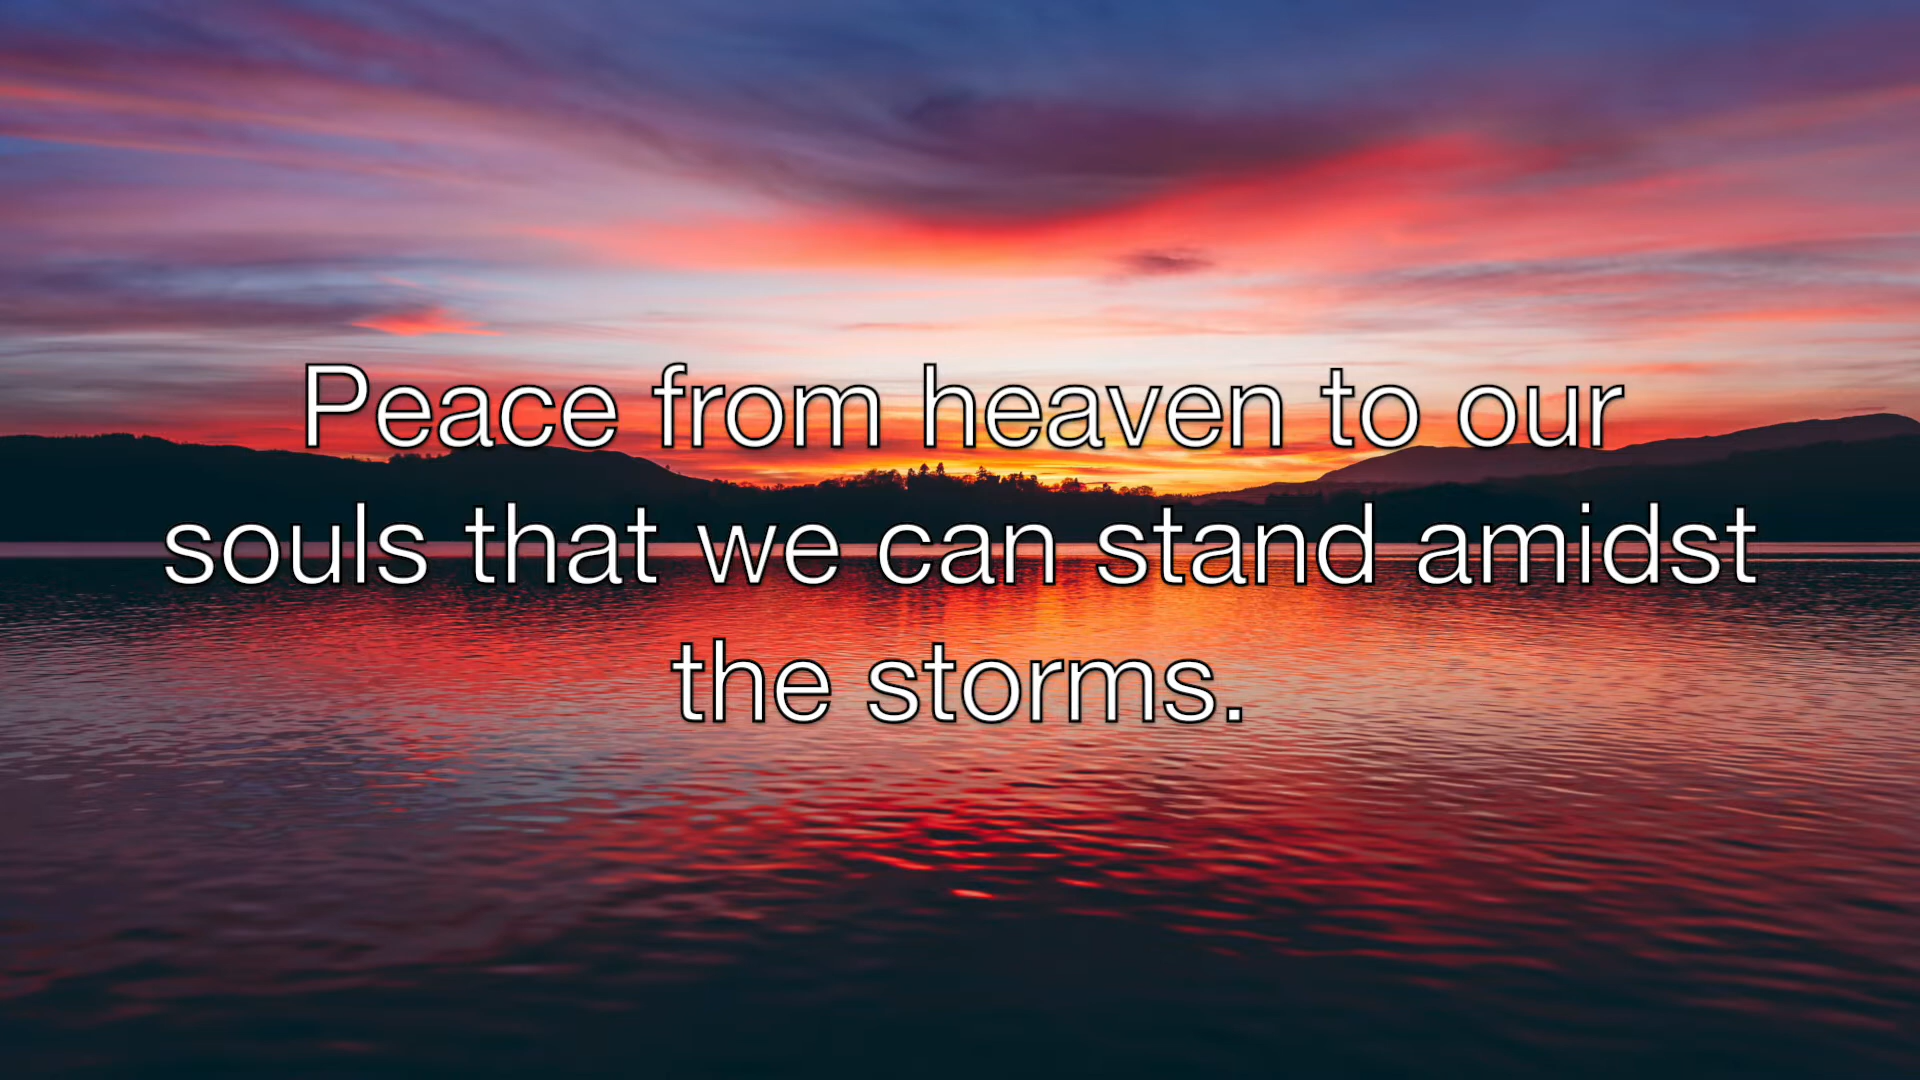 Peace from heaven to our
souls that we can stand amidst
the storms.